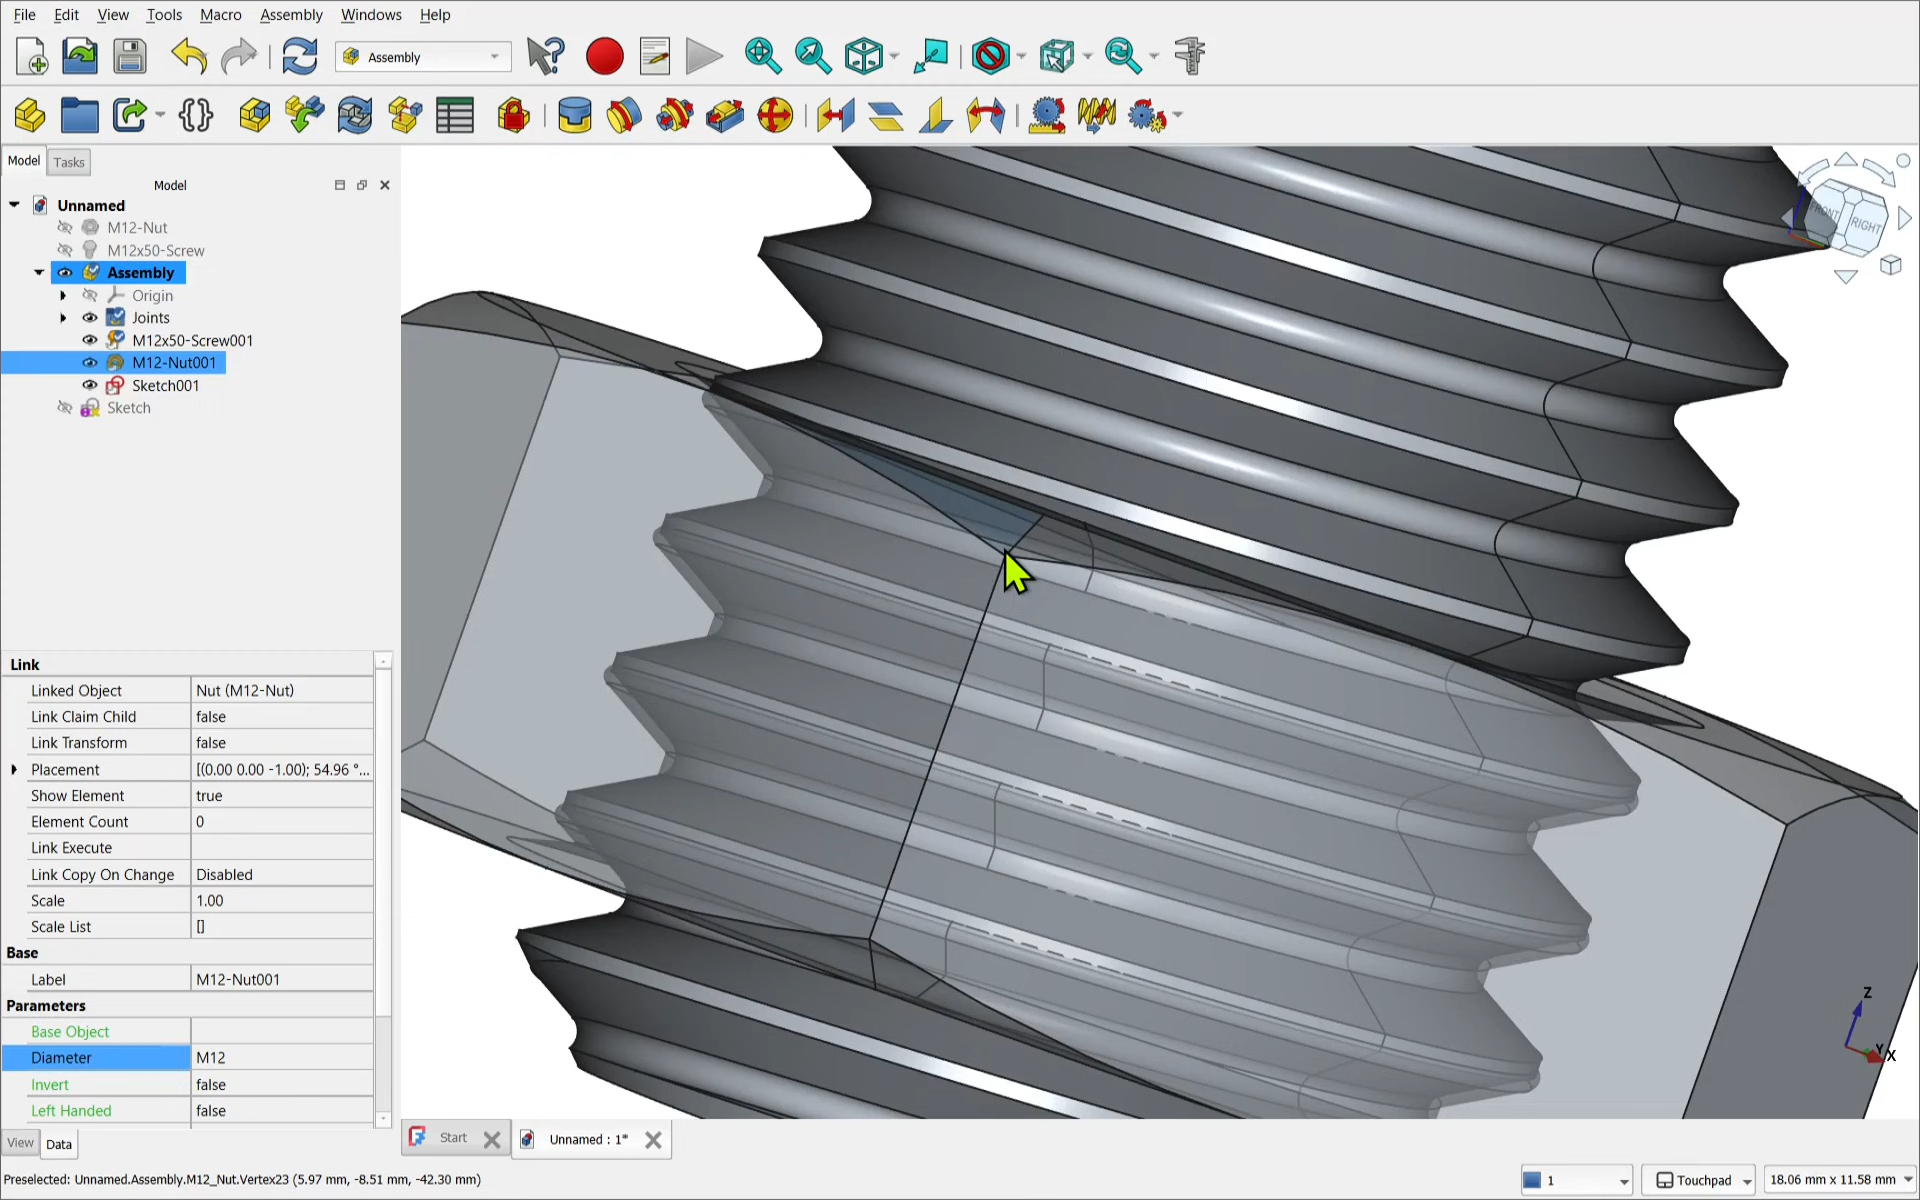 File Edit View Tools Macro Assembly Windows Help
Assembly
Model Tasks
Model
Unnamed
M12-Nut
M12x50-Screw
Assembly
Origin
Joints
M12x50-Screw001
M12-Nut001
Sketch001
Sketch
FRONT RIGHT
Link
Linked Object Nut (M12-Nut)
Link Claim Child false
Link Transform false
Placement [(0.00 0.00 -1.00); 54.96 °...
Show Element true
Element Count 0
Link Execute
Link Copy On Change Disabled
Scale 1.00
Scale List []
Base
Label M12-Nut001
Parameters
Base Object
Diameter M12
Invert false
Left Handed false
Z
Y X
View Data
Start Unnamed : 1*
Preselected: Unnamed.Assembly.M12_Nut.Vertex23 (5.97 mm, -8.51 mm, -42.30 mm)
1 Touchpad 18.06 mm x 11.58 mm